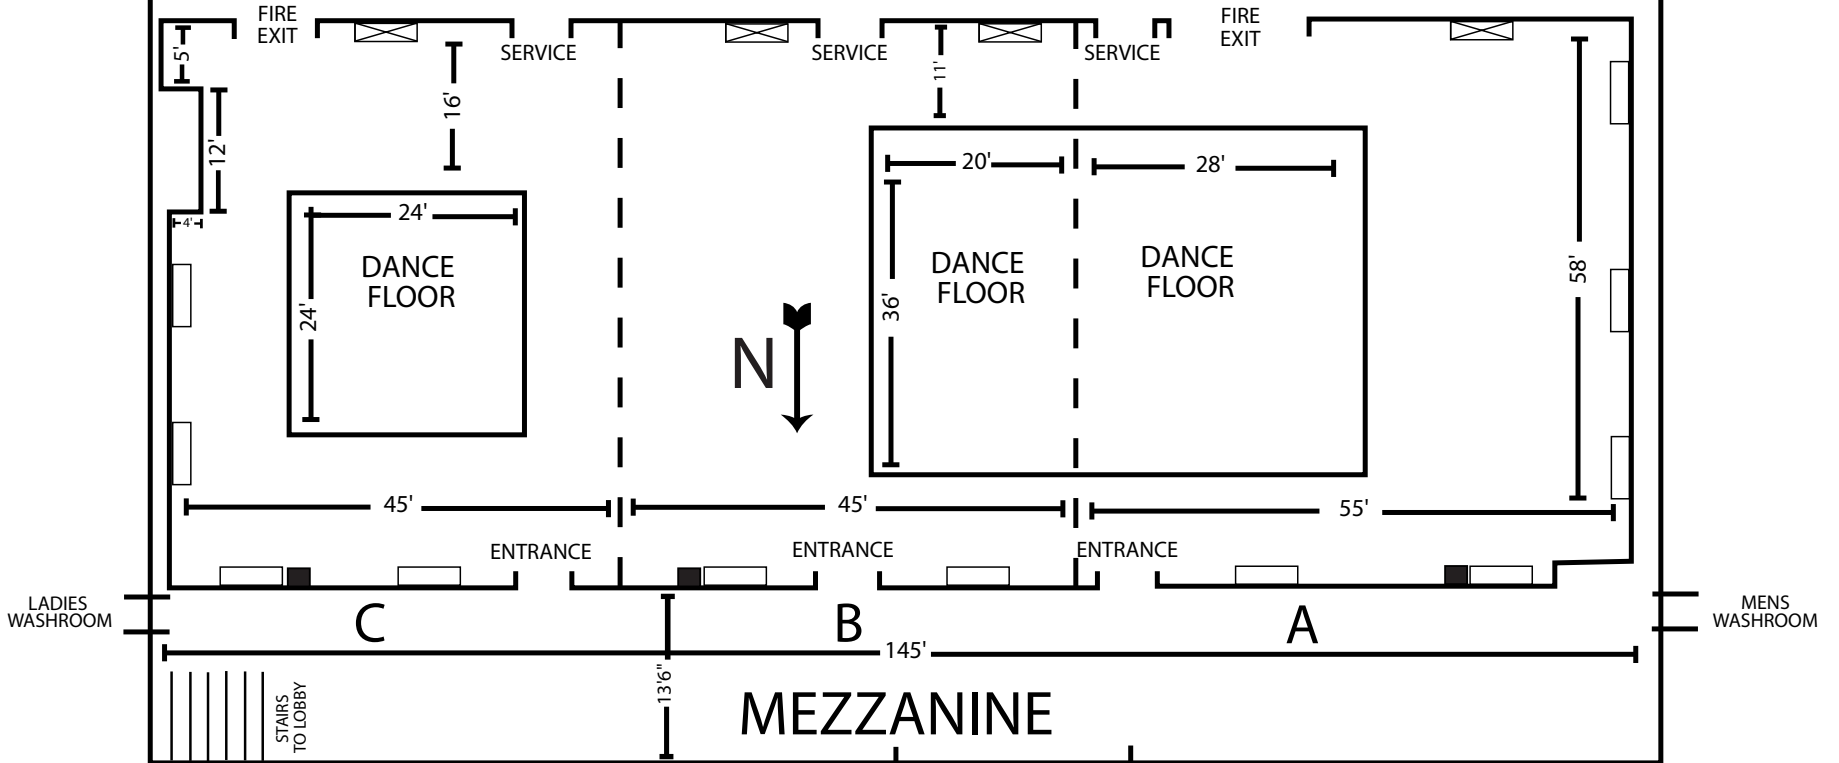 FIRE
EXIT
FIRE
EXIT
SERVICE
SERVICE
SERVICE
5'
16'
11'
12'
4'
24'
20'
28'
24'
36'
58'
DANCE
FLOOR
DANCE
FLOOR
DANCE
FLOOR
N
45'
45'
55'
ENTRANCE
ENTRANCE
ENTRANCE
LADIES
WASHROOM
C
B
A
MENS
WASHROOM
145'
13'6"
STAIRS
TO LOBBY
MEZZANINE